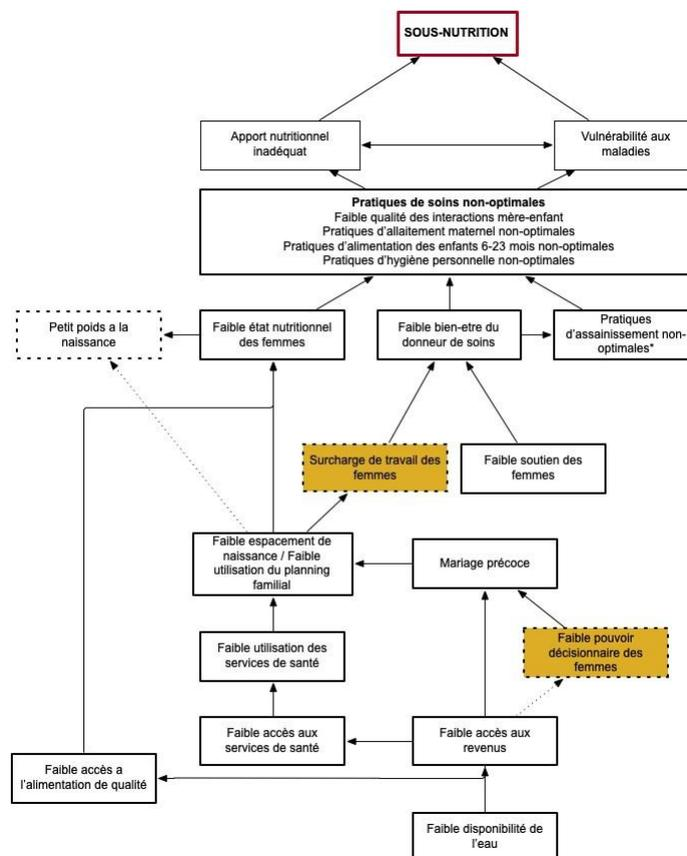 SOUS-NUTRITION
Apport nutritionnel
inadéquat
Vulnérabilité aux
maladies
Pratiques de soins non-optimales
Faible qualité des interactions mère-enfant
Pratiques d'allaitement maternel non-optimales
Pratiques d'alimentation des enfants 6-23 mois non-optimales
Pratiques d'hygiène personnelle non-optimales
Petit poids a la
naissance
Faible état nutritionnel
des femmes
Faible bien-etre du
donneur de soins
Pratiques
d'assainissement non-
optimales*
Surcharge de travail des
femmes
Faible soutien des
femmes
Faible espacement de
naissance / Faible
utilisation du planning
familial
Mariage précoce
Faible utilisation des
services de santé
Faible pouvoir
décisionnaire des
femmes
Faible accès aux
services de santé
Faible accès aux
revenus
Faible accès a
l'alimentation de qualité
Faible disponibilité de
l'eau